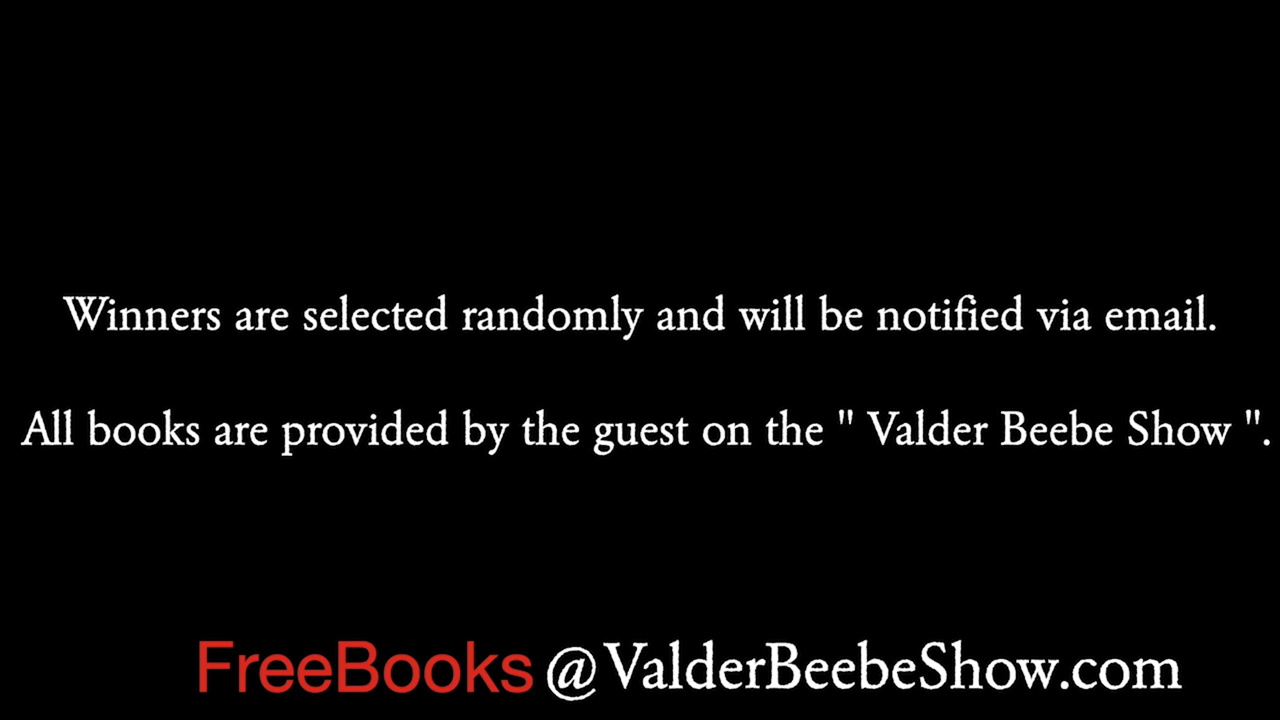 Winners are selected randomly and will be notified via email.
All books are provided by the guest on the " Valder Beebe Show ".
FreeBooks @ValderBeebeShow.com